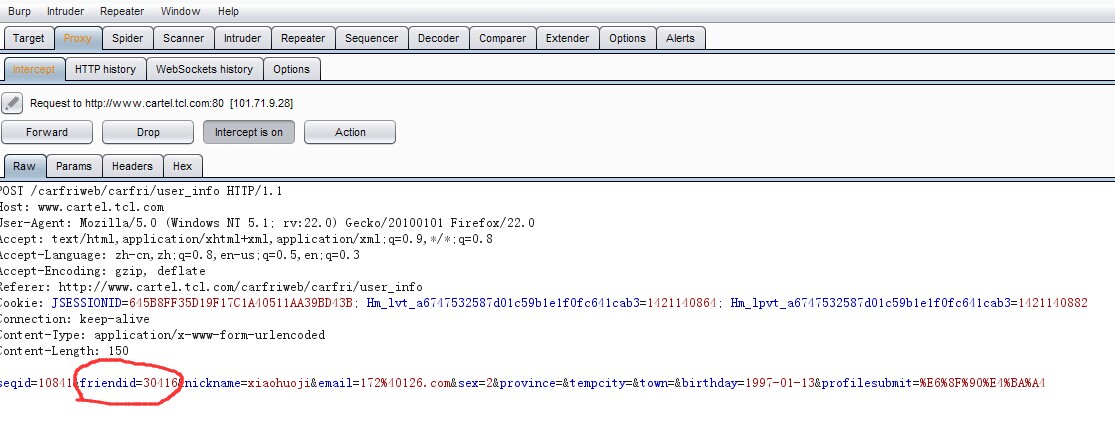 Burp Intruder Repeater Window Help
Target Proxy Spider Scanner Intruder Repeater Sequencer Decoder Comparer Extender Options Alerts
Intercept HTTP history WebSockets history Options
Request to http://www.cartel.tcl.com:80 [101.71.9.28]
Forward Drop Intercept is on Action
Raw Params Headers Hex
POST /carfriweb/carfri/user_info HTTP/1.1
Host: www.cartel.tcl.com
User-Agent: Mozilla/5.0 (Windows NT 5.1; rv:22.0) Gecko/20100101 Firefox/22.0
Accept: text/html,application/xhtml+xml,application/xml;q=0.9,*/*;q=0.8
Accept-Language: zh-cn,zh;q=0.8,en-us;q=0.5,en;q=0.3
Accept-Encoding: gzip, deflate
Referer: http://www.cartel.tcl.com/carfriweb/carfri/user_info
Cookie: JSESSIONID=645B8FF35D19F17C1A40511AA39BD43B; Hm_lvt_a6747532587d01c59b1e1f0fc641cab3=1421140864; Hm_lpvt_a6747532587d01c59b1e1f0fc641cab3=1421140882
Connection: keep-alive
Content-Type: application/x-www-form-urlencoded
Content-Length: 150
seqid=10841&friendid=30416&nickname=xiaohuoji&email=172%40126.com&sex=2&province=&tempcity=&town=&birthday=1997-01-13&profilesubmit=%E6%8F%90%E4%BA%A4